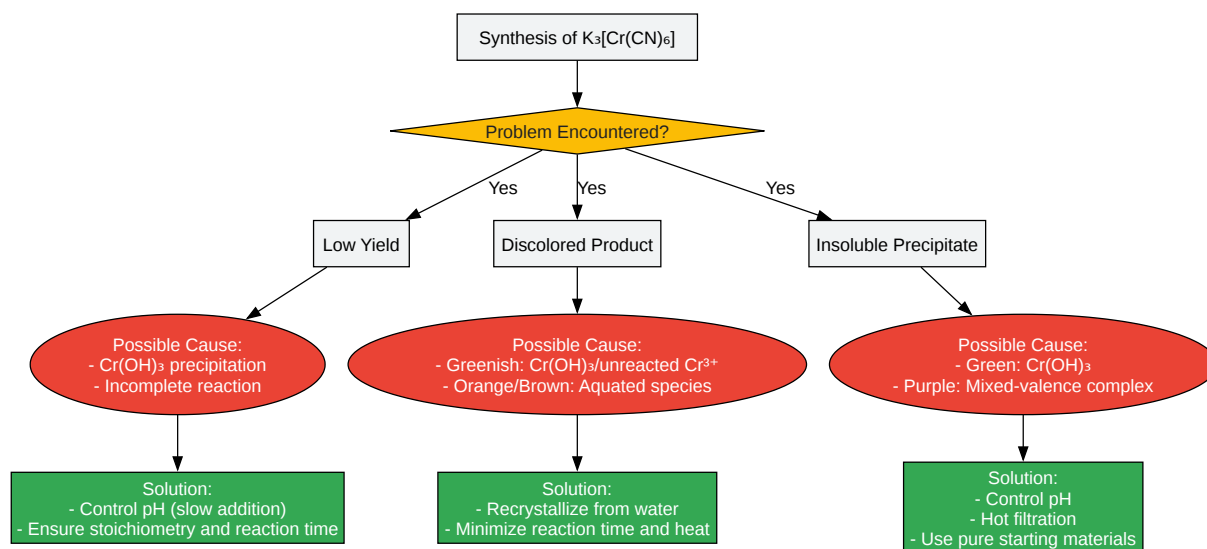 Synthesis of K₃[Cr(CN)₆]
Problem Encountered?
Yes
Yes
Yes
Low Yield
Discolored Product
Insoluble Precipitate
Possible Cause:
- Cr(OH)₃ precipitation
- Incomplete reaction
Possible Cause:
- Greenish: Cr(OH)₃/unreacted Cr³⁺
- Orange/Brown: Aquated species
Possible Cause:
- Green: Cr(OH)₃
- Purple: Mixed-valence complex
Solution:
- Control pH (slow addition)
- Ensure stoichiometry and reaction time
Solution:
- Recrystallize from water
- Minimize reaction time and heat
Solution:
- Control pH
- Hot filtration
- Use pure starting materials